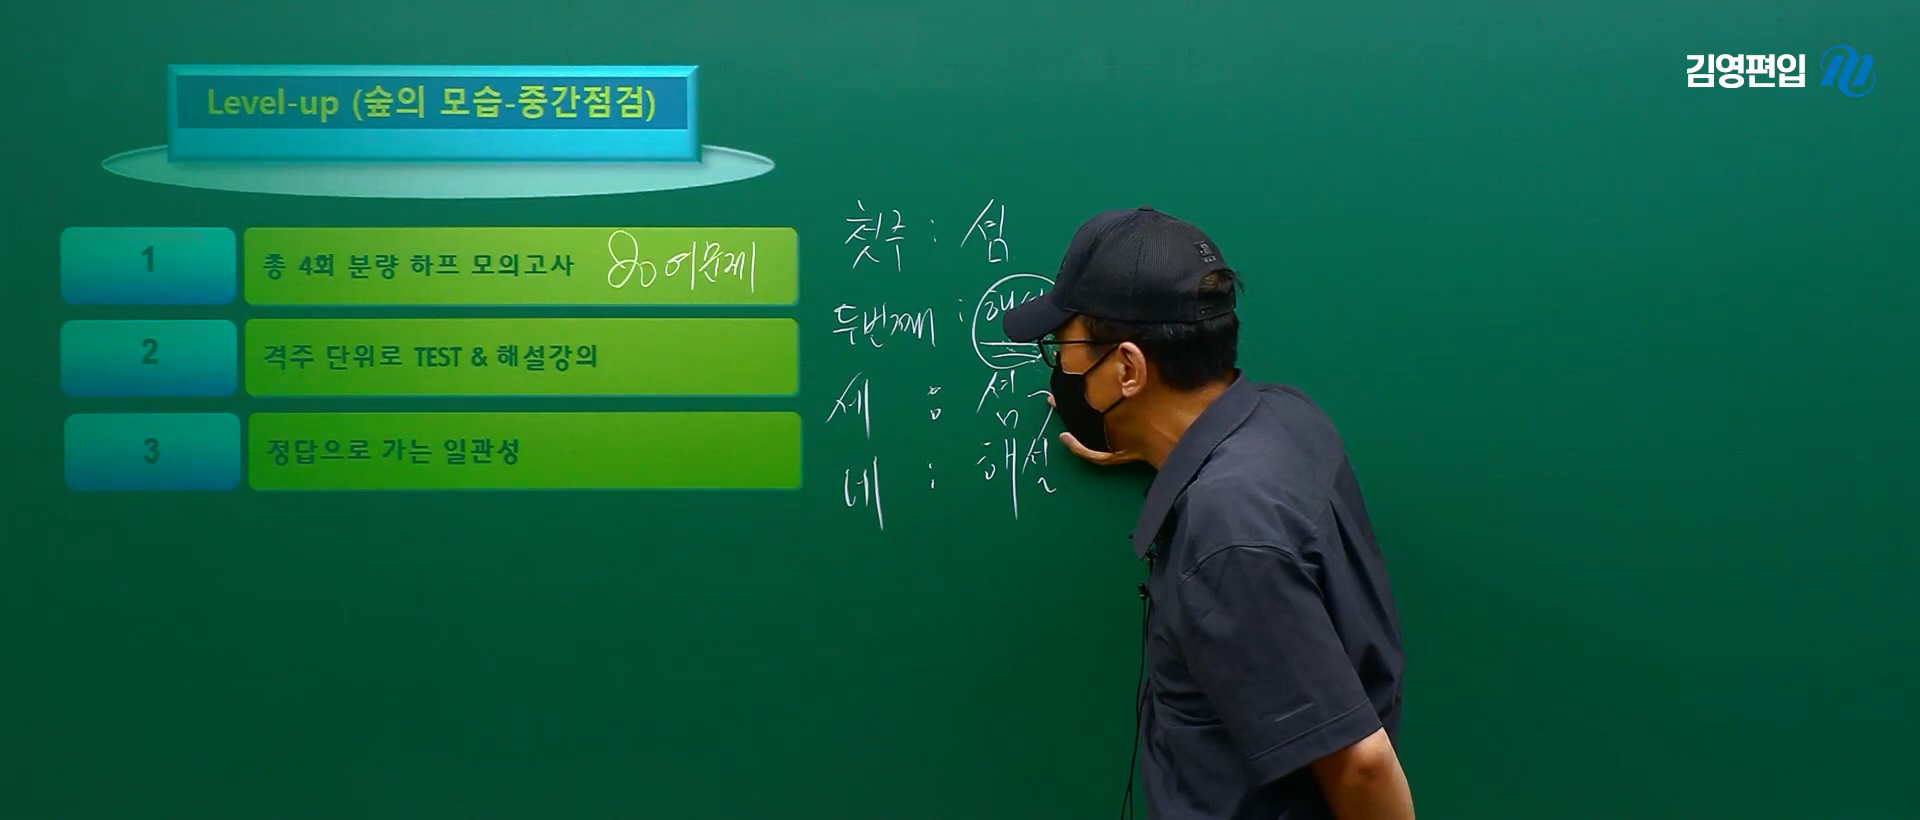 김영편입
Level-up (숲의 모습-중간점검)
1 총 4회 분량 하프 모의고사 80여문제
2 격주 단위로 TEST & 해설강의
3 정답으로 가는 일관성
첫주 : 셤
두번째 :
세 : 셤
네 : 해설